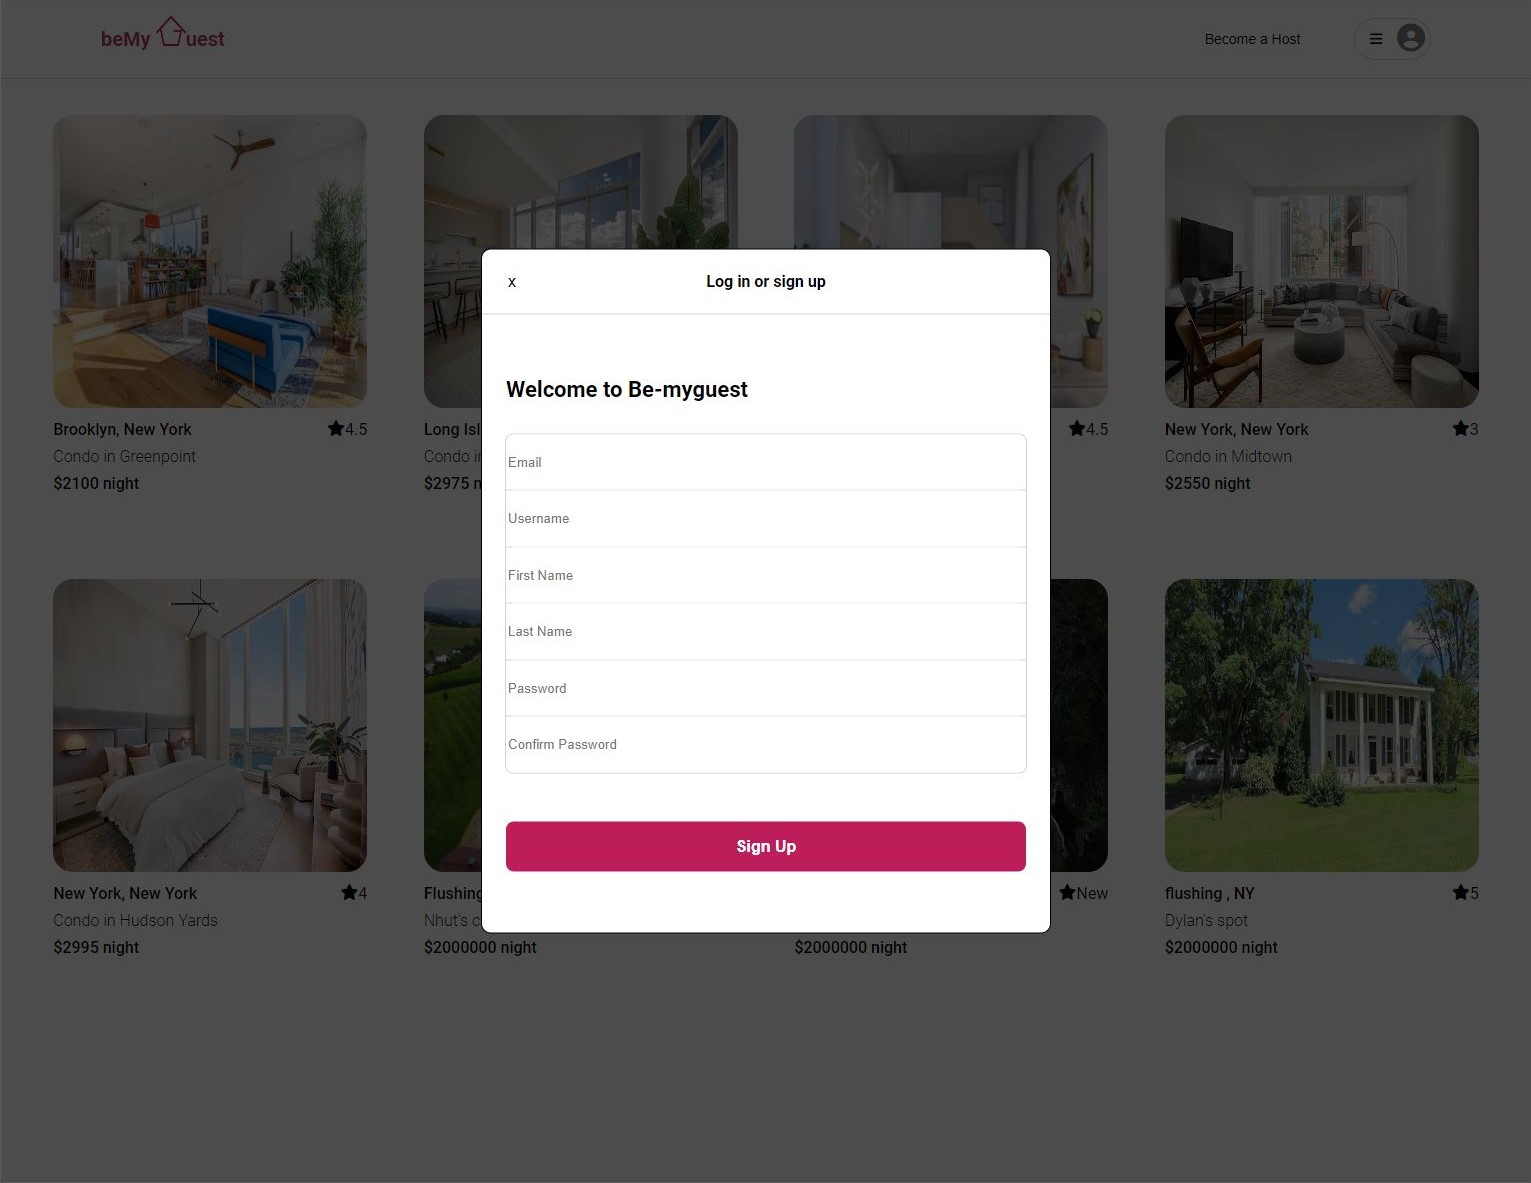 beMy Guest
Become a Host
x
Log in or sign up
Welcome to Be-myguest
Email
Username
First Name
Last Name
Password
Confirm Password
Sign Up
Brooklyn, New York
4.5
Condo in Greenpoint
$2100 night
Long Isl
Condo i
$2975 n
4.5
New York, New York
3
Condo in Midtown
$2550 night
New York, New York
4
Condo in Hudson Yards
$2995 night
Flushing
Nhut's c
$2000000 night
New
$2000000 night
flushing , NY
5
Dylan's spot
$2000000 night